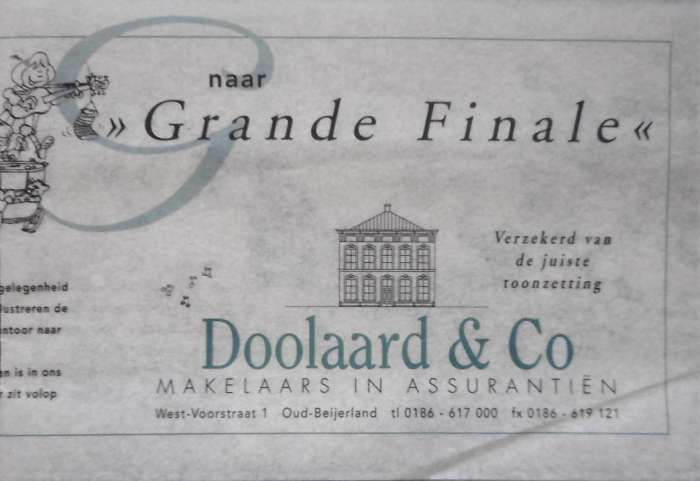 naar
»Grande Finale«
Verzekerd van
de juiste
toonzetting
gelegenheid
lustreren de
ntoor naar
en is in ons
r zit volop
Doolaard & Co
MAKELAARS IN ASSURANTIËN
West-Voorstraat 1 Oud-Beijerland tl 0186 - 617 000 fx 0186 - 619 121